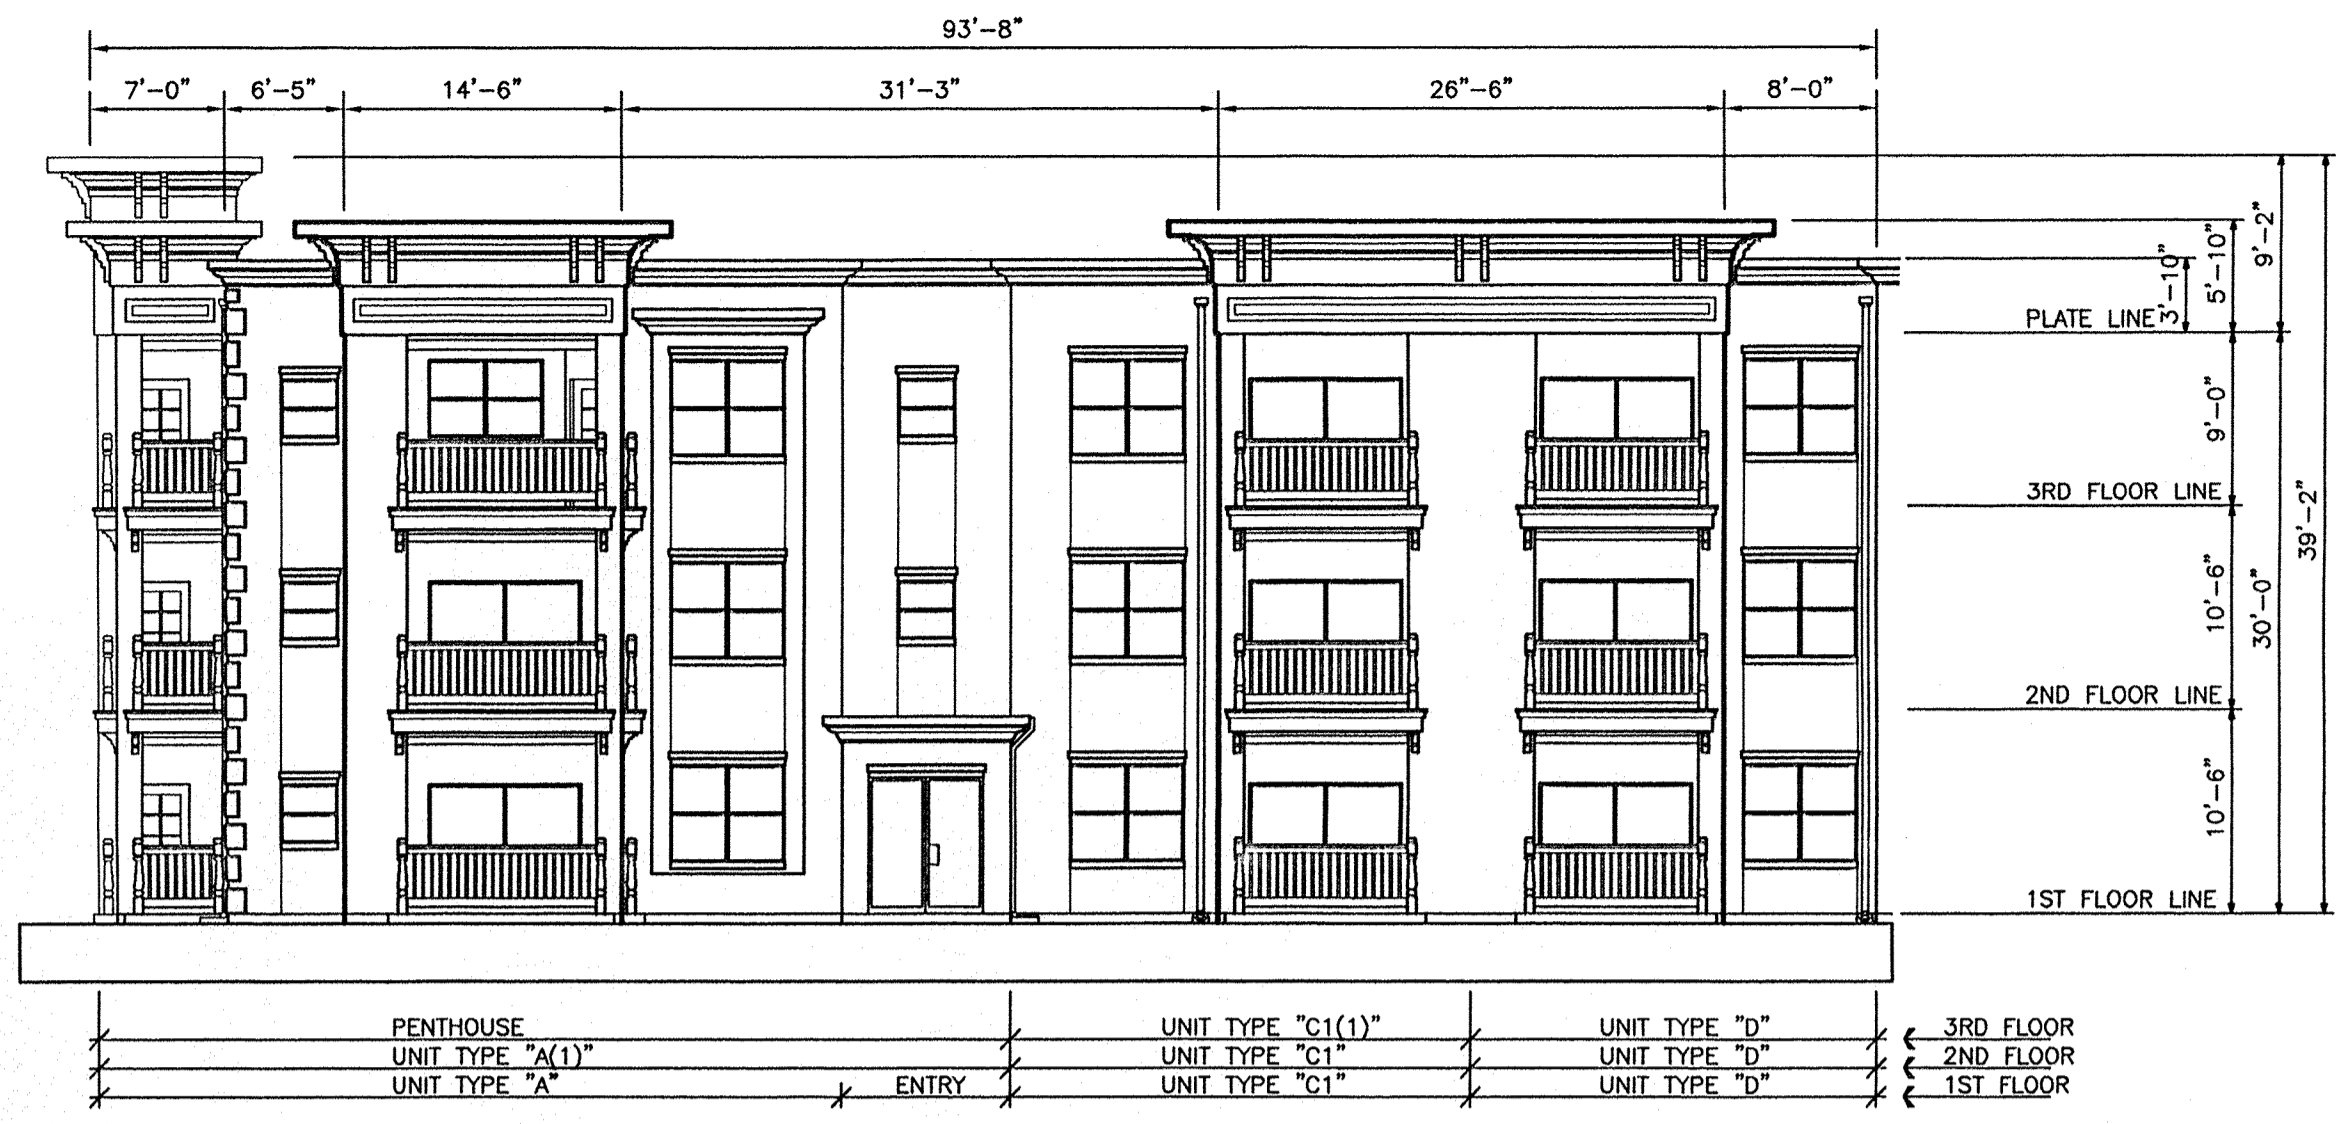 93'-8"
7'-0" 6'-5" 14'-6" 31'-3" 26"-6" 8'-0"
9'-2"
5'-10"
3'-10"
PLATE LINE
9'-0"
3RD FLOOR LINE
39'-2"
10'-6"
30'-0"
2ND FLOOR LINE
10'-6"
1ST FLOOR LINE
PENTHOUSE UNIT TYPE "C1(1)" UNIT TYPE "D" 3RD FLOOR
UNIT TYPE "A(1)" UNIT TYPE "C1" UNIT TYPE "D" 2ND FLOOR
UNIT TYPE "A" ENTRY UNIT TYPE "C1" UNIT TYPE "D" 1ST FLOOR